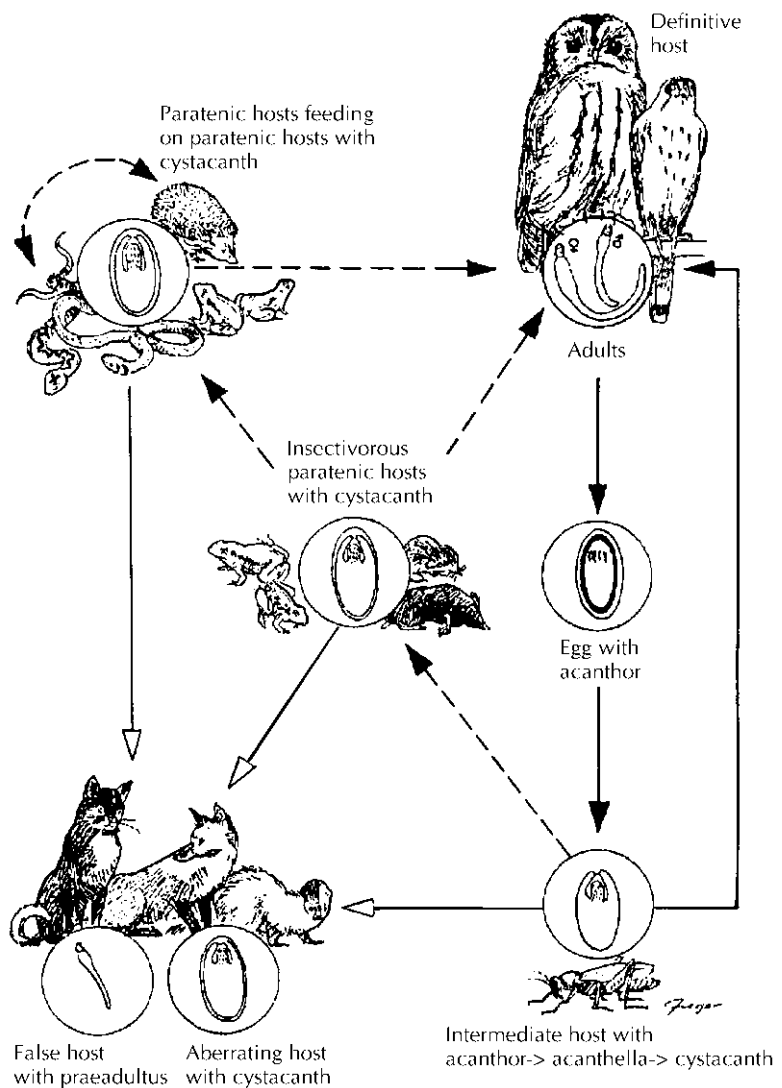 Definitive
host
Paratenic hosts feeding
on paratenic hosts with
cystacanth
♀ ♂
Adults
Insectivorous
paratenic hosts
with cystacanth
Egg with
acanthor
Intermediate host with
acanthor-> acanthella-> cystacanth
False host
with praeadultus
Aberrating host
with cystacanth